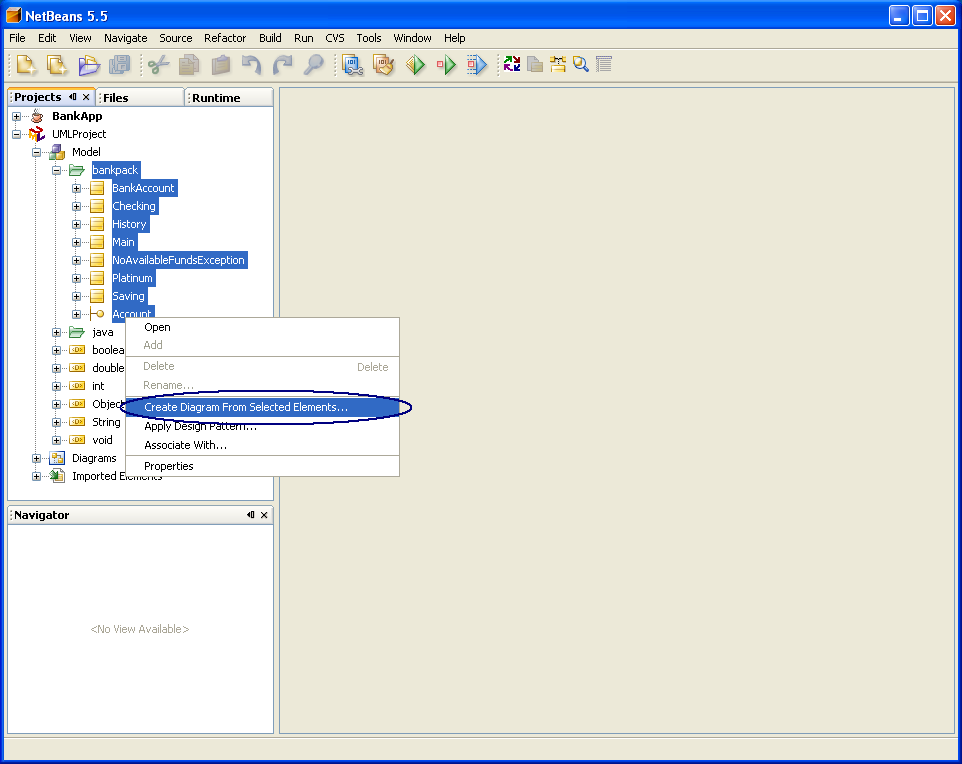 NetBeans 5.5
File Edit View Navigate Source Refactor Build Run CVS Tools Window Help
Projects Files Runtime
BankApp
UMLProject
Model
bankpack
BankAccount
Checking
History
Main
NoAvailableFundsException
Platinum
Saving
Account
java
boolea
double
int
Object
String
void
Diagrams
Imported Elements
Open
Add
Delete Delete
Rename...
Create Diagram From Selected Elements...
Apply Design Pattern...
Associate With...
Properties
Navigator
<No View Available>